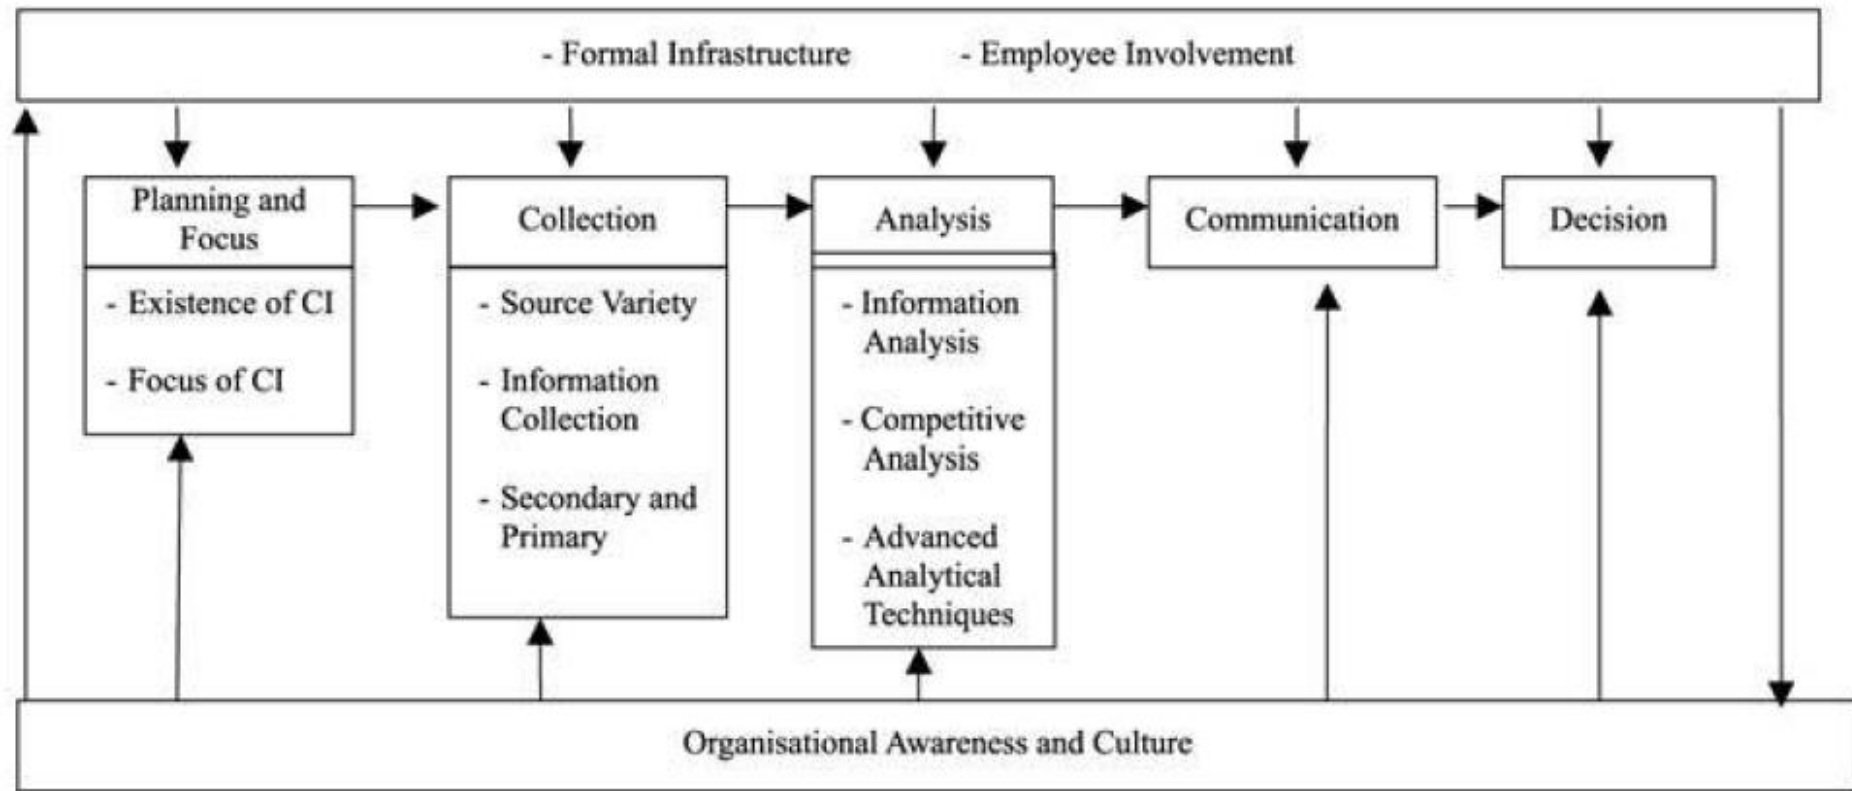 - Formal Infrastructure - Employee Involvement
Planning and
Focus
- Existence of CI
- Focus of CI
Collection
- Source Variety
- Information
Collection
- Secondary and
Primary
Analysis
- Information
Analysis
- Competitive
Analysis
- Advanced
Analytical
Techniques
Communication
Decision
Organisational Awareness and Culture